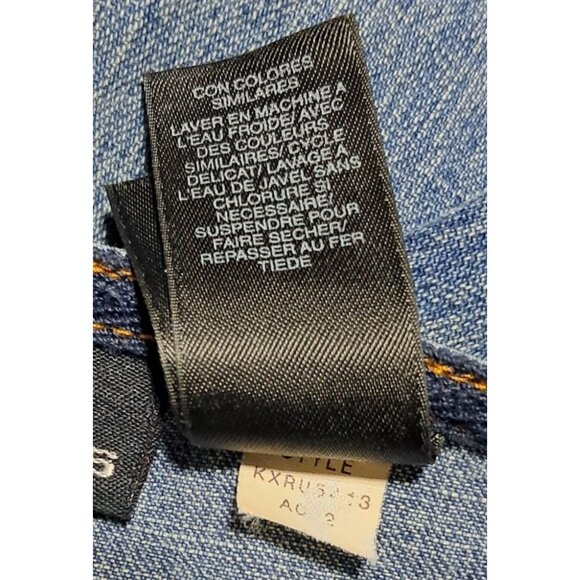 CON COLORES
SIMILARES
LAVER EN MACHINE A
L'EAU FROIDE/ AVEC
DES COULEURS
SIMILAIRES/ CYCLE
DELICAT/ LAVAGE A
L'EAU DE JAVEL SANS
CHLORURE SI
NECESSAIRE/
SUSPENDRE POUR
FAIRE SECHER/
REPASSER AU FER
TIEDE
STYLE
S